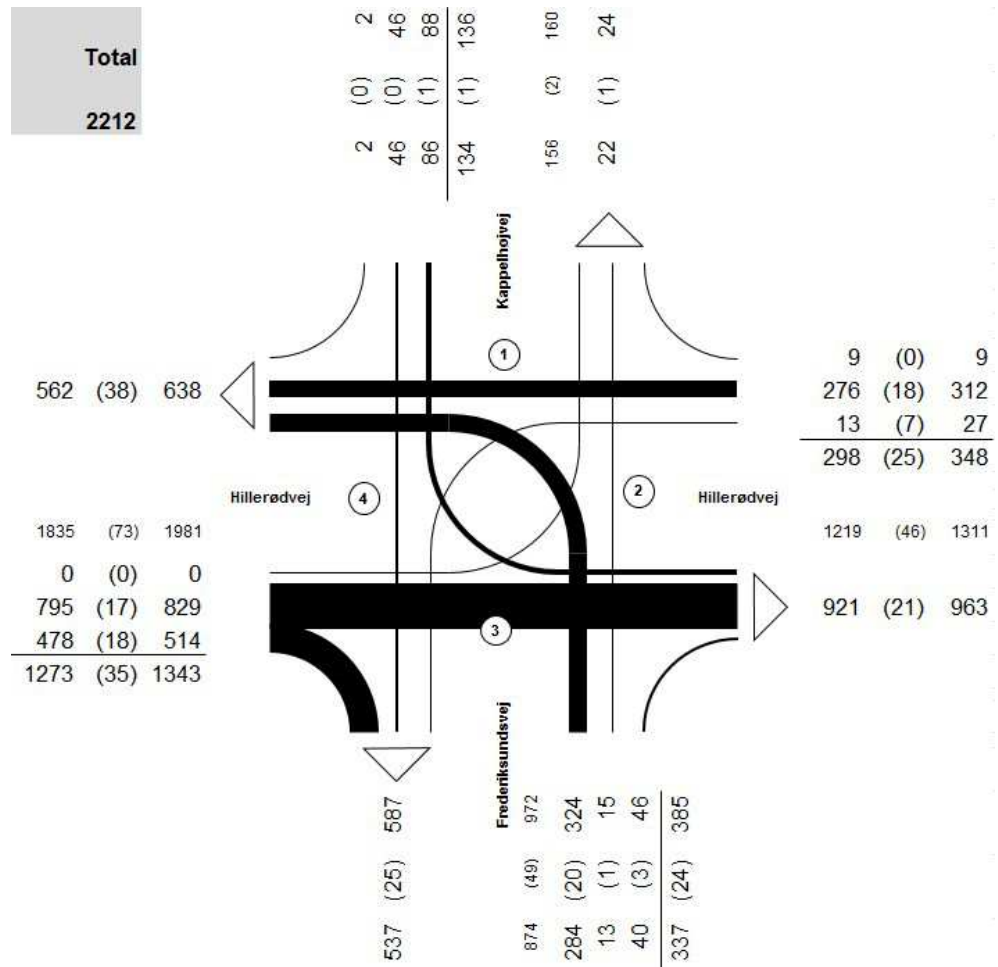 Total
2212
2 (0) 2
46 (0) 46
86 (1) 88
134 (1) 136
156 (2) 160
22 (1) 24
Kappelhojvej
1
562 (38) 638
9 (0) 9
276 (18) 312
13 (7) 27
298 (25) 348
Hillerødvej
4
2
Hillerødvej
1835 (73) 1981
1219 (46) 1311
0 (0) 0
795 (17) 829
478 (18) 514
1273 (35) 1343
921 (21) 963
3
Frederiksundsvej
537 (25) 587
874 (49) 972
284 (20) 324
13 (1) 15
40 (3) 46
337 (24) 385